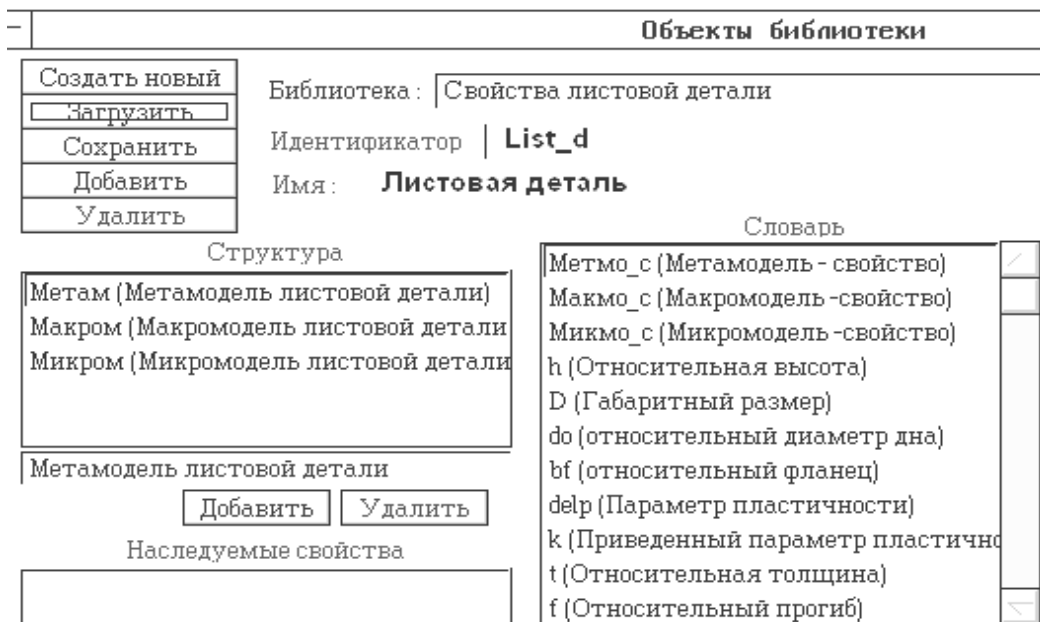 Объекты библиотеки
Создать новый
Загрузить
Сохранить
Добавить
Удалить
Библиотека : Свойства листовой детали
Идентификатор List_d
Имя : Листовая деталь
Структура
Метам (Метамодель листовой детали)
Макром (Макромодель листовой детали
Микром (Микромодель листовой детали
Метамодель листовой детали
Добавить Удалить
Наследуемые свойства
Словарь
Метмо_с (Метамодель - свойство)
Макмо_с (Макромодель -свойство)
Микмо_с (Микромодель -свойство)
h (Относительная высота)
D (Габаритный размер)
do (относительный диаметр дна)
bf (относительный фланец)
delp (Параметр пластичности)
k (Приведенный параметр пластично
t (Относительная толщина)
f (Относительный прогиб)